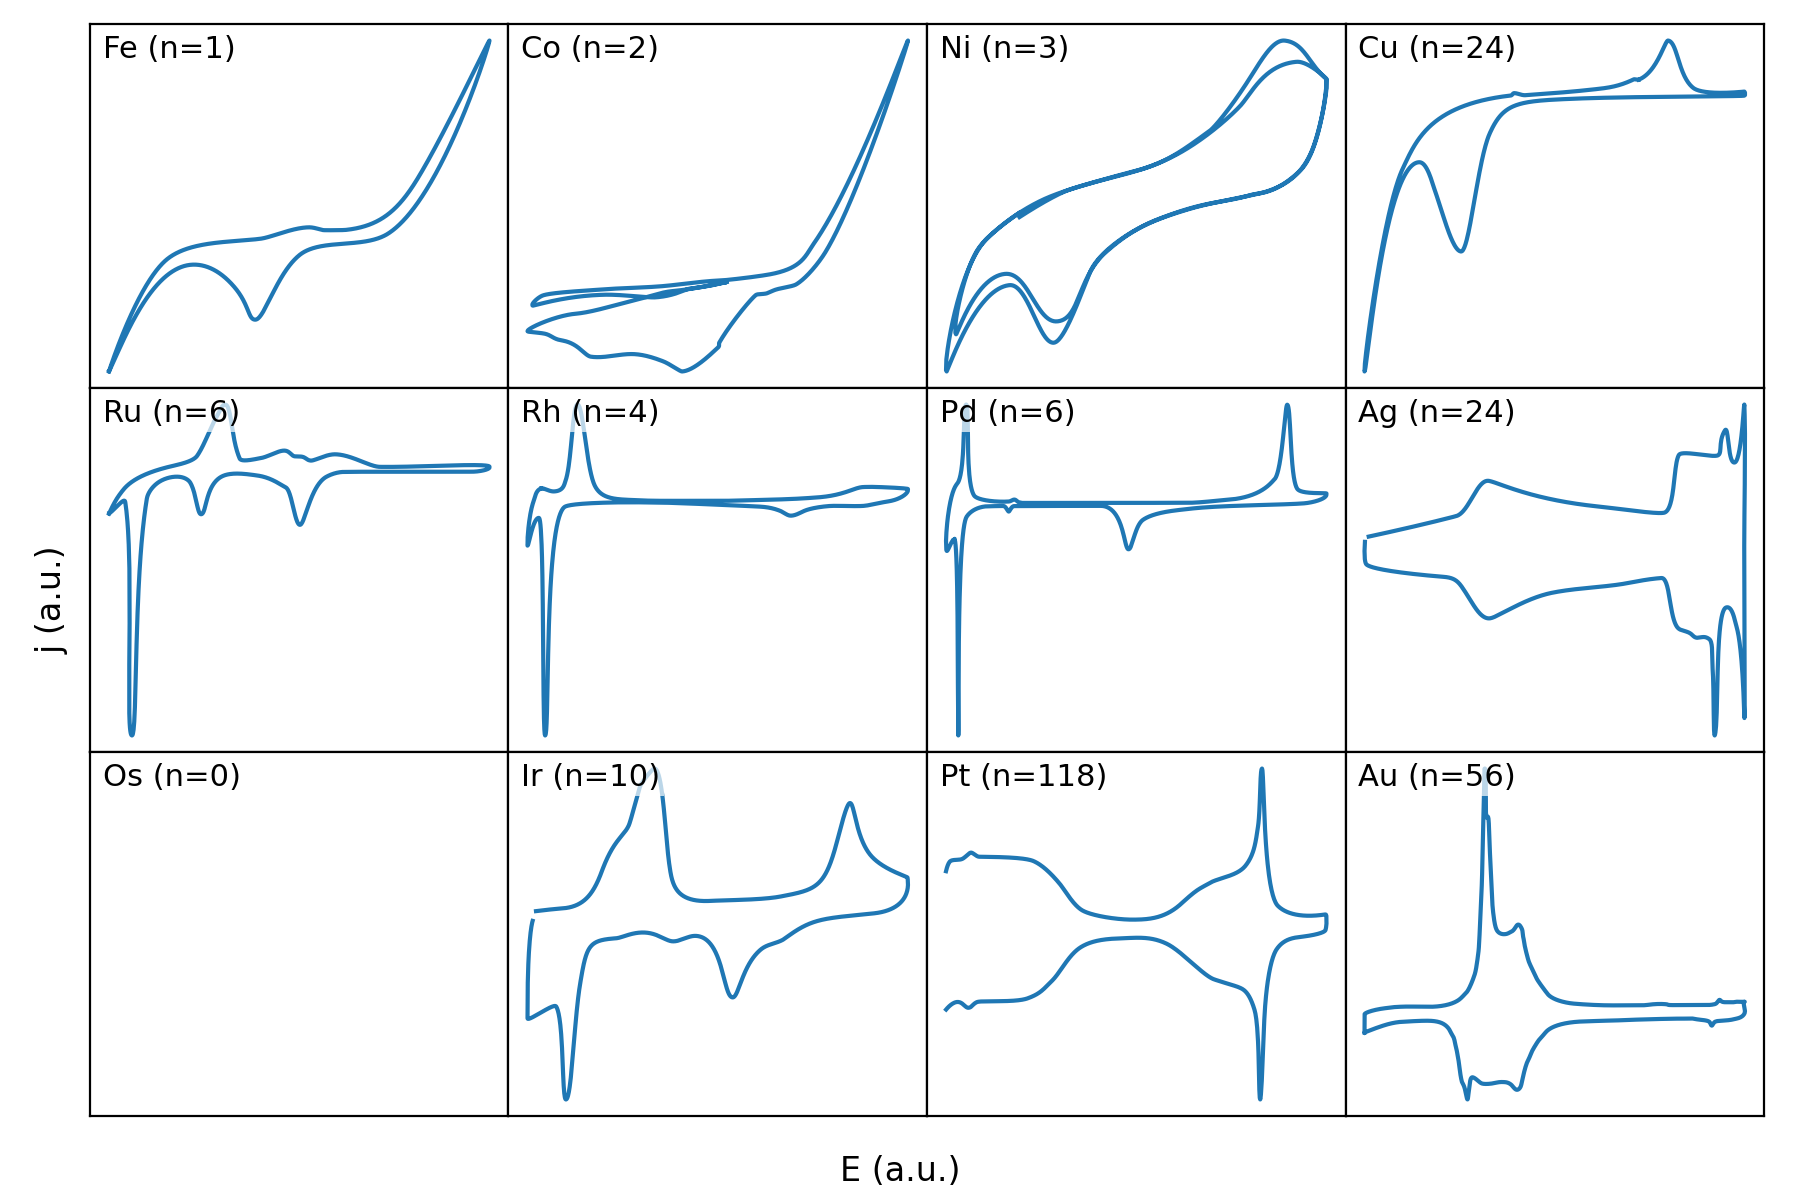 Fe (n=1)
Co (n=2)
Ni (n=3)
Cu (n=24)
Ru (n=6)
Rh (n=4)
Pd (n=6)
Ag (n=24)
Os (n=0)
Ir (n=10)
Pt (n=118)
Au (n=56)
j (a.u.)
E (a.u.)